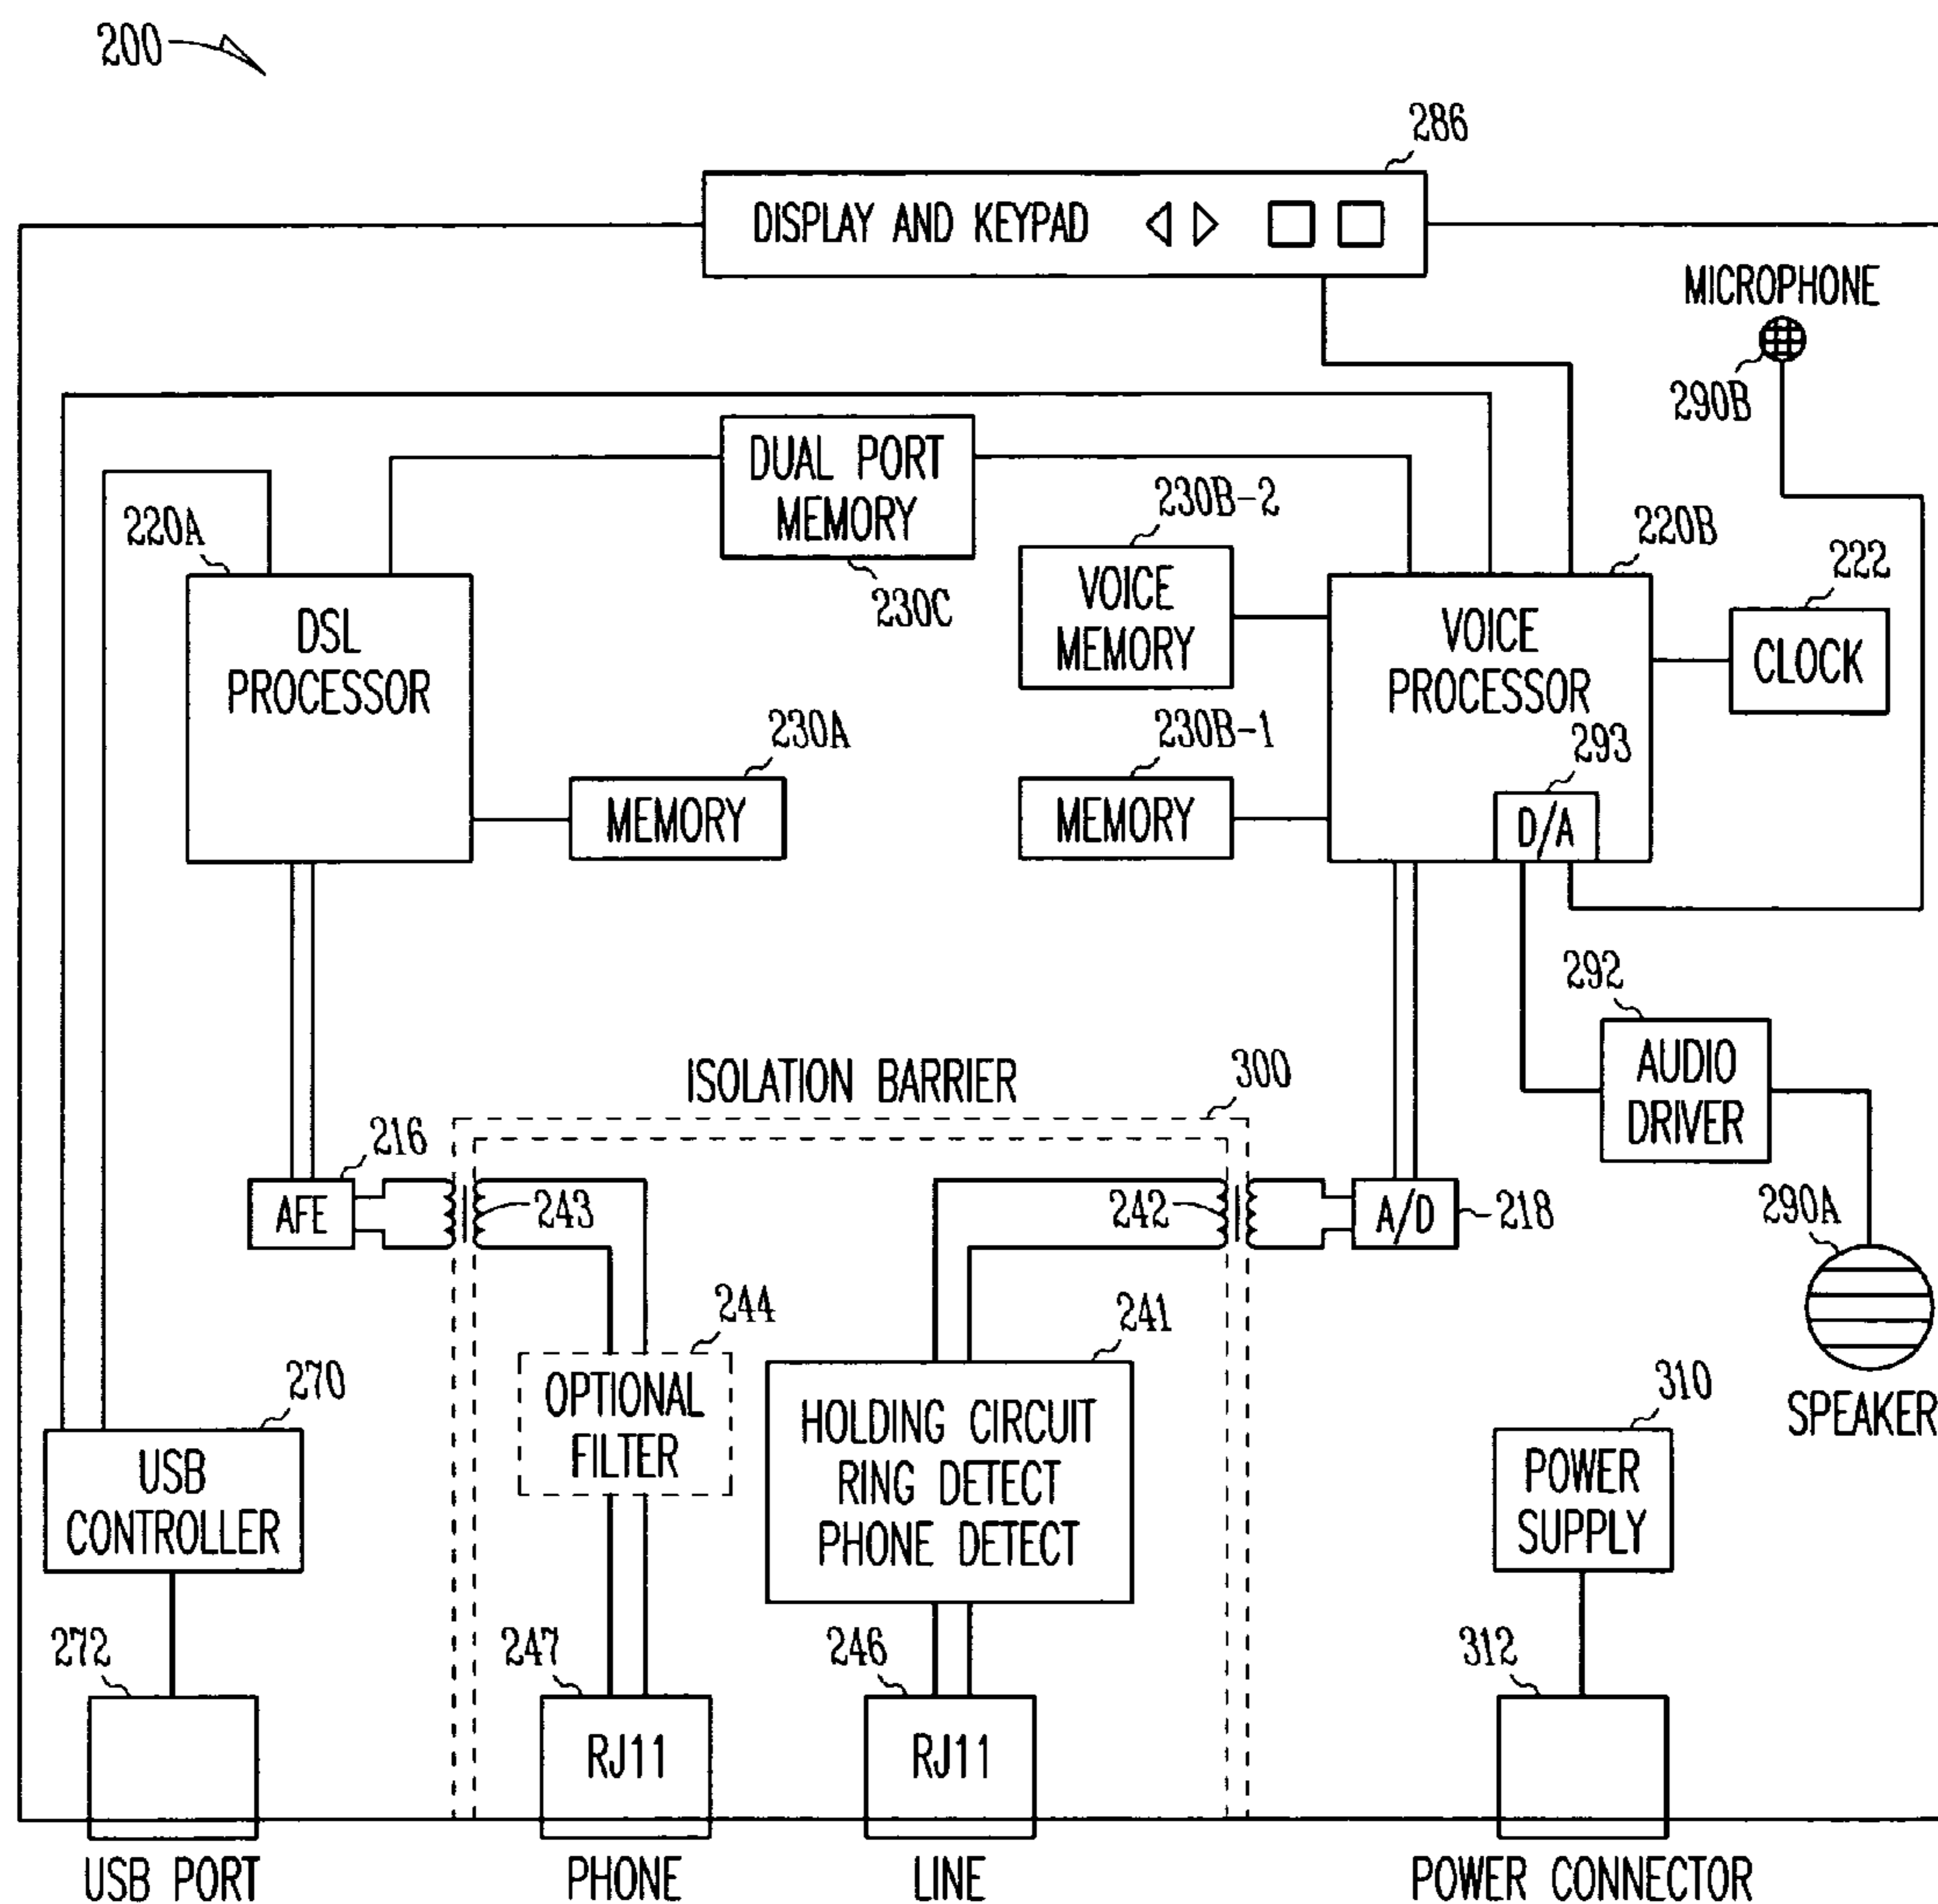 200
286
DISPLAY AND KEYPAD
MICROPHONE
290B
DUAL PORT
MEMORY
230C
230B-2
220B
222
220A
VOICE
MEMORY
DSL
PROCESSOR
VOICE
PROCESSOR
CLOCK
230A
MEMORY
230B-1
MEMORY
293
D/A
292
AUDIO
DRIVER
ISOLATION BARRIER
300
216
AFE
243
242
A/D
218
290A
SPEAKER
244
OPTIONAL
FILTER
241
HOLDING CIRCUIT
RING DETECT
PHONE DETECT
270
USB
CONTROLLER
310
POWER
SUPPLY
272
247
RJ11
246
RJ11
312
USB PORT
PHONE
LINE
POWER CONNECTOR